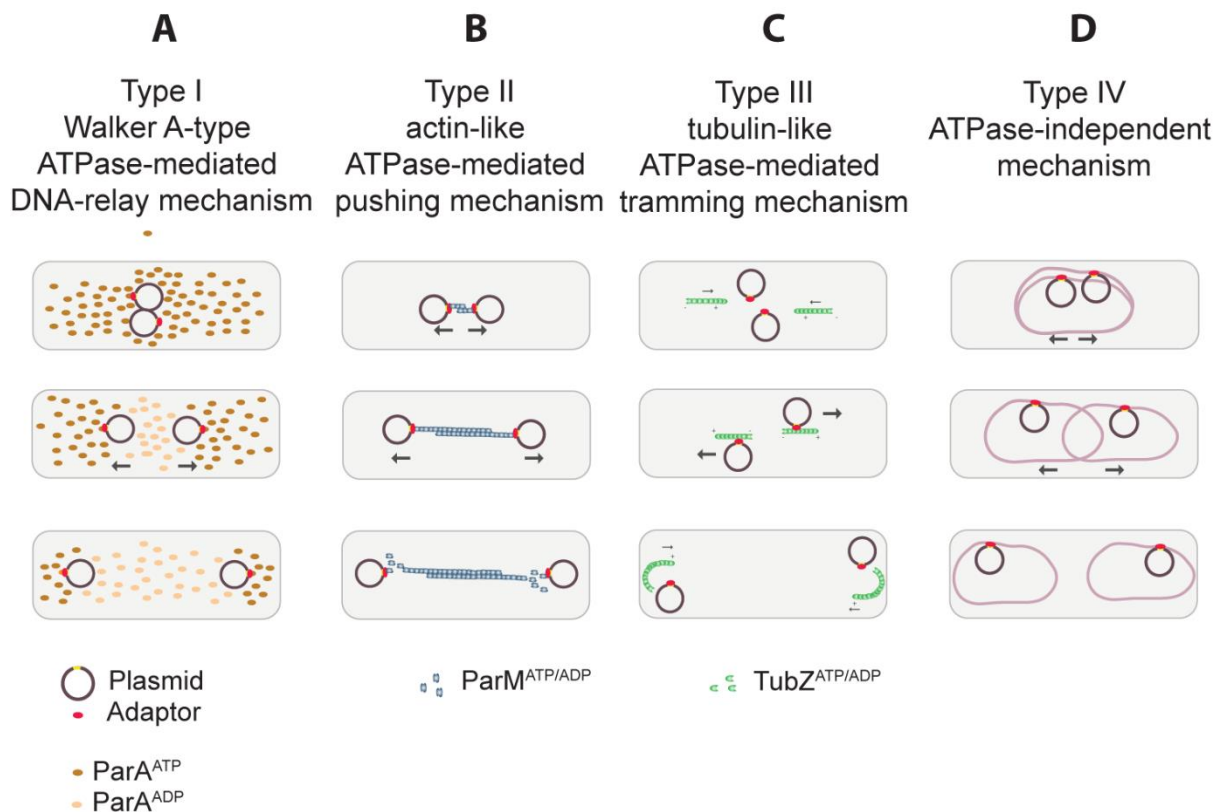 A
Type I
Walker A-type
ATPase-mediated
DNA-relay mechanism
B
Type II
actin-like
ATPase-mediated
pushing mechanism
C
Type III
tubulin-like
ATPase-mediated
tramming mechanism
D
Type IV
ATPase-independent
mechanism
- + + -
+ - - +
+ +
Plasmid
Adaptor
ParA^ATP
ParA^ADP
ParM^ATP/ADP
TubZ^ATP/ADP